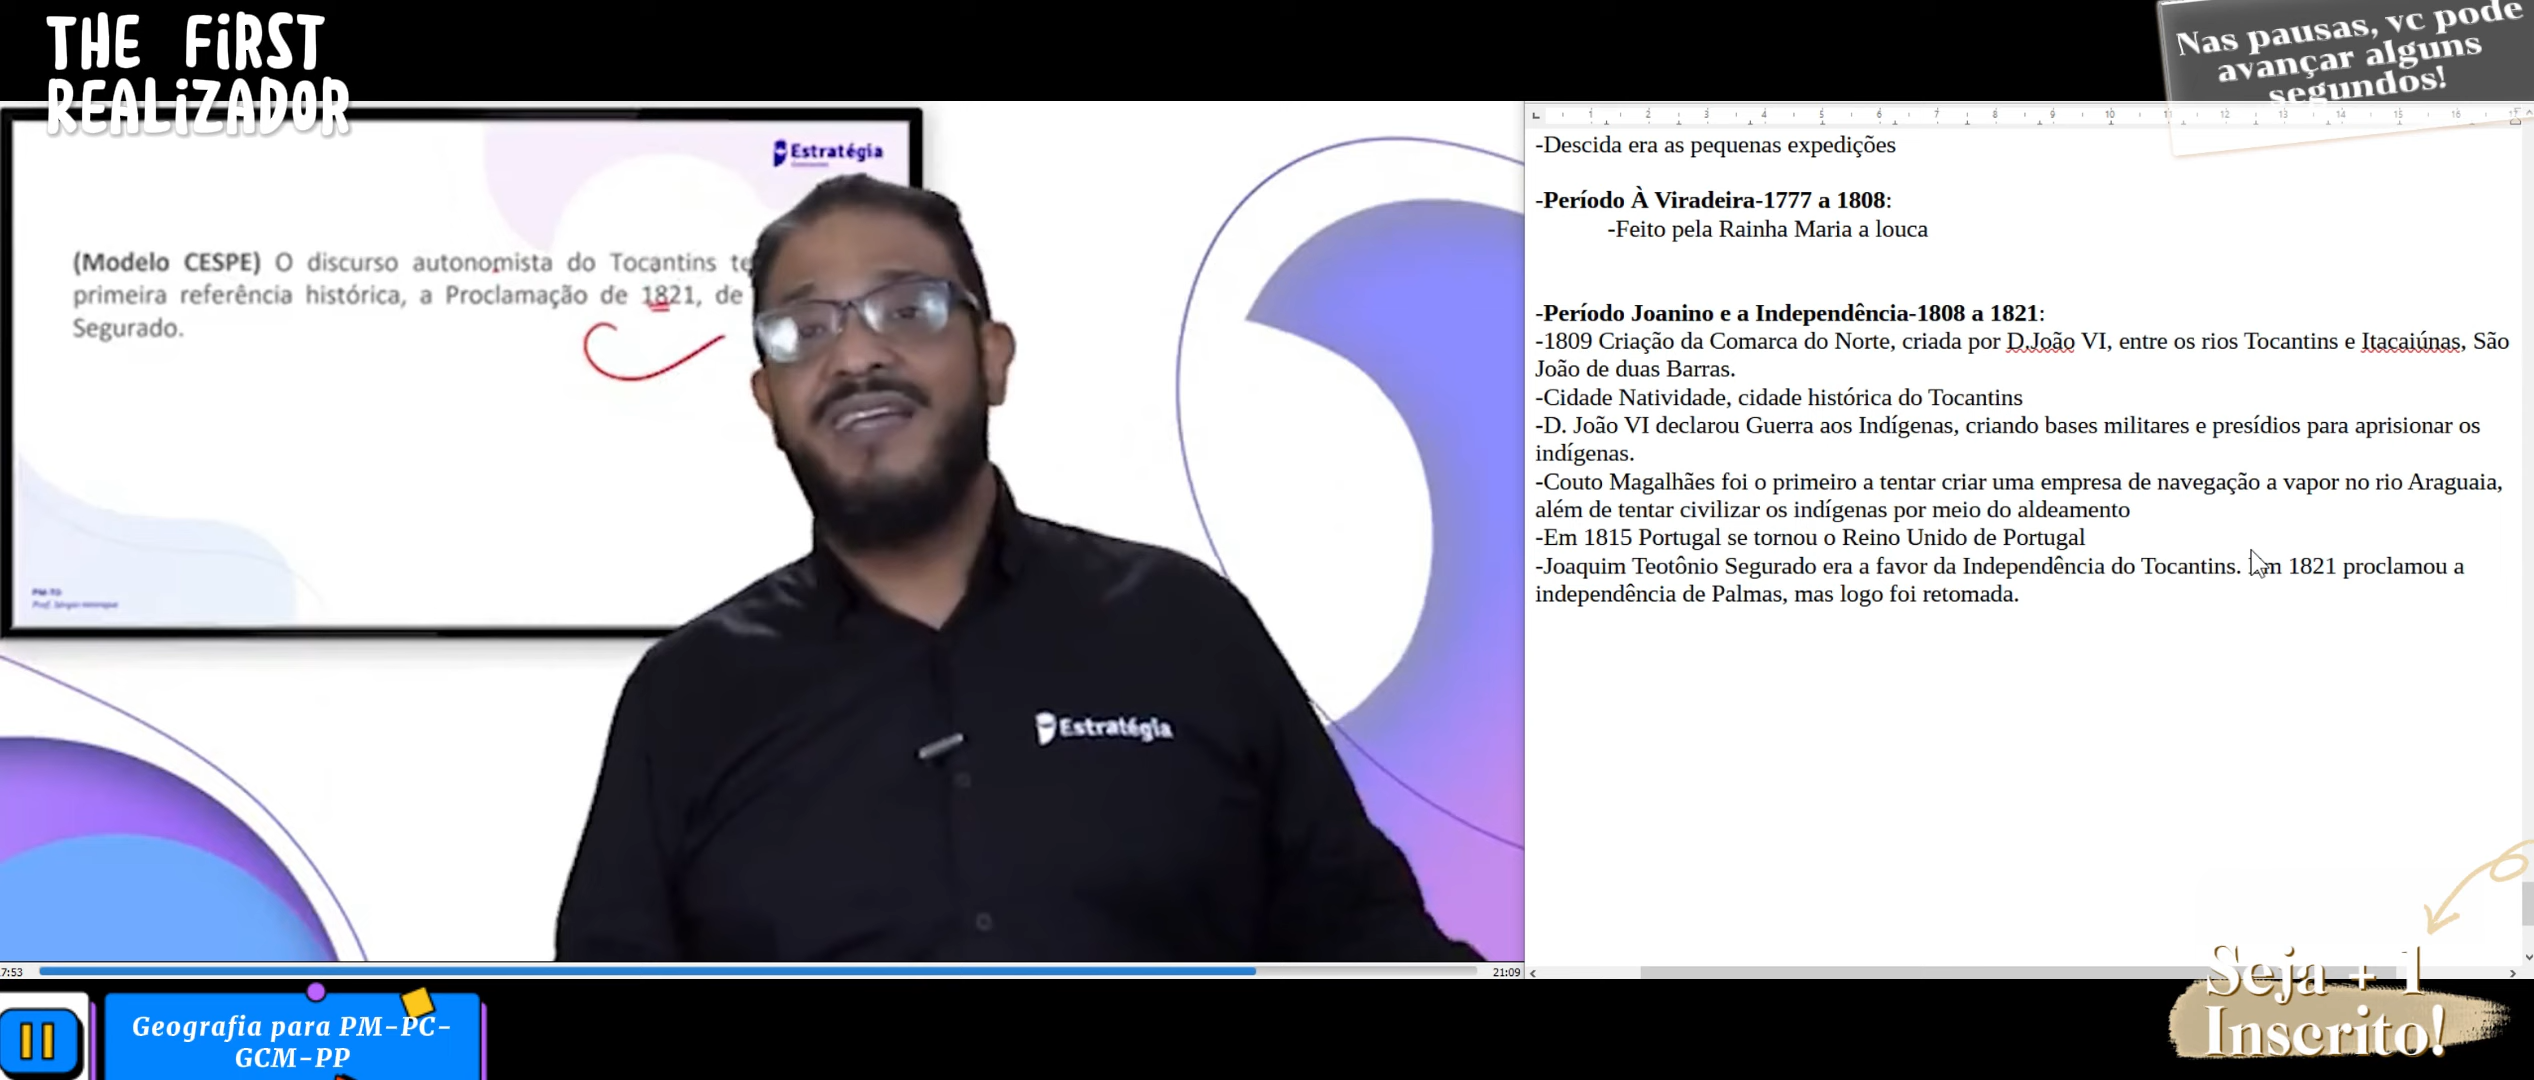 THE FiRST
REALiZADOR
Nas pausas, vc pode
avançar alguns
segundos!
Estratégia
(Modelo CESPE) O discurso autonomista do Tocantins te
primeira referência histórica, a Proclamação de 1821, de
Segurado.
PM-TO
Prof. Sérgio Henrique
Estratégia
7:53
21:09
-Descida era as pequenas expedições
-Período À Viradeira-1777 a 1808:
-Feito pela Rainha Maria a louca
-Período Joanino e a Independência-1808 a 1821:
-1809 Criação da Comarca do Norte, criada por D.João VI, entre os rios Tocantins e Itacaiúnas, São
João de duas Barras.
-Cidade Natividade, cidade histórica do Tocantins
-D. João VI declarou Guerra aos Indígenas, criando bases militares e presídios para aprisionar os
indígenas.
-Couto Magalhães foi o primeiro a tentar criar uma empresa de navegação a vapor no rio Araguaia,
além de tentar civilizar os indígenas por meio do aldeamento
-Em 1815 Portugal se tornou o Reino Unido de Portugal
-Joaquim Teotônio Segurado era a favor da Independência do Tocantins. Em 1821 proclamou a
independência de Palmas, mas logo foi retomada.
Geografia para PM-PC-
GCM-PP
Seja + 1
Inscrito!